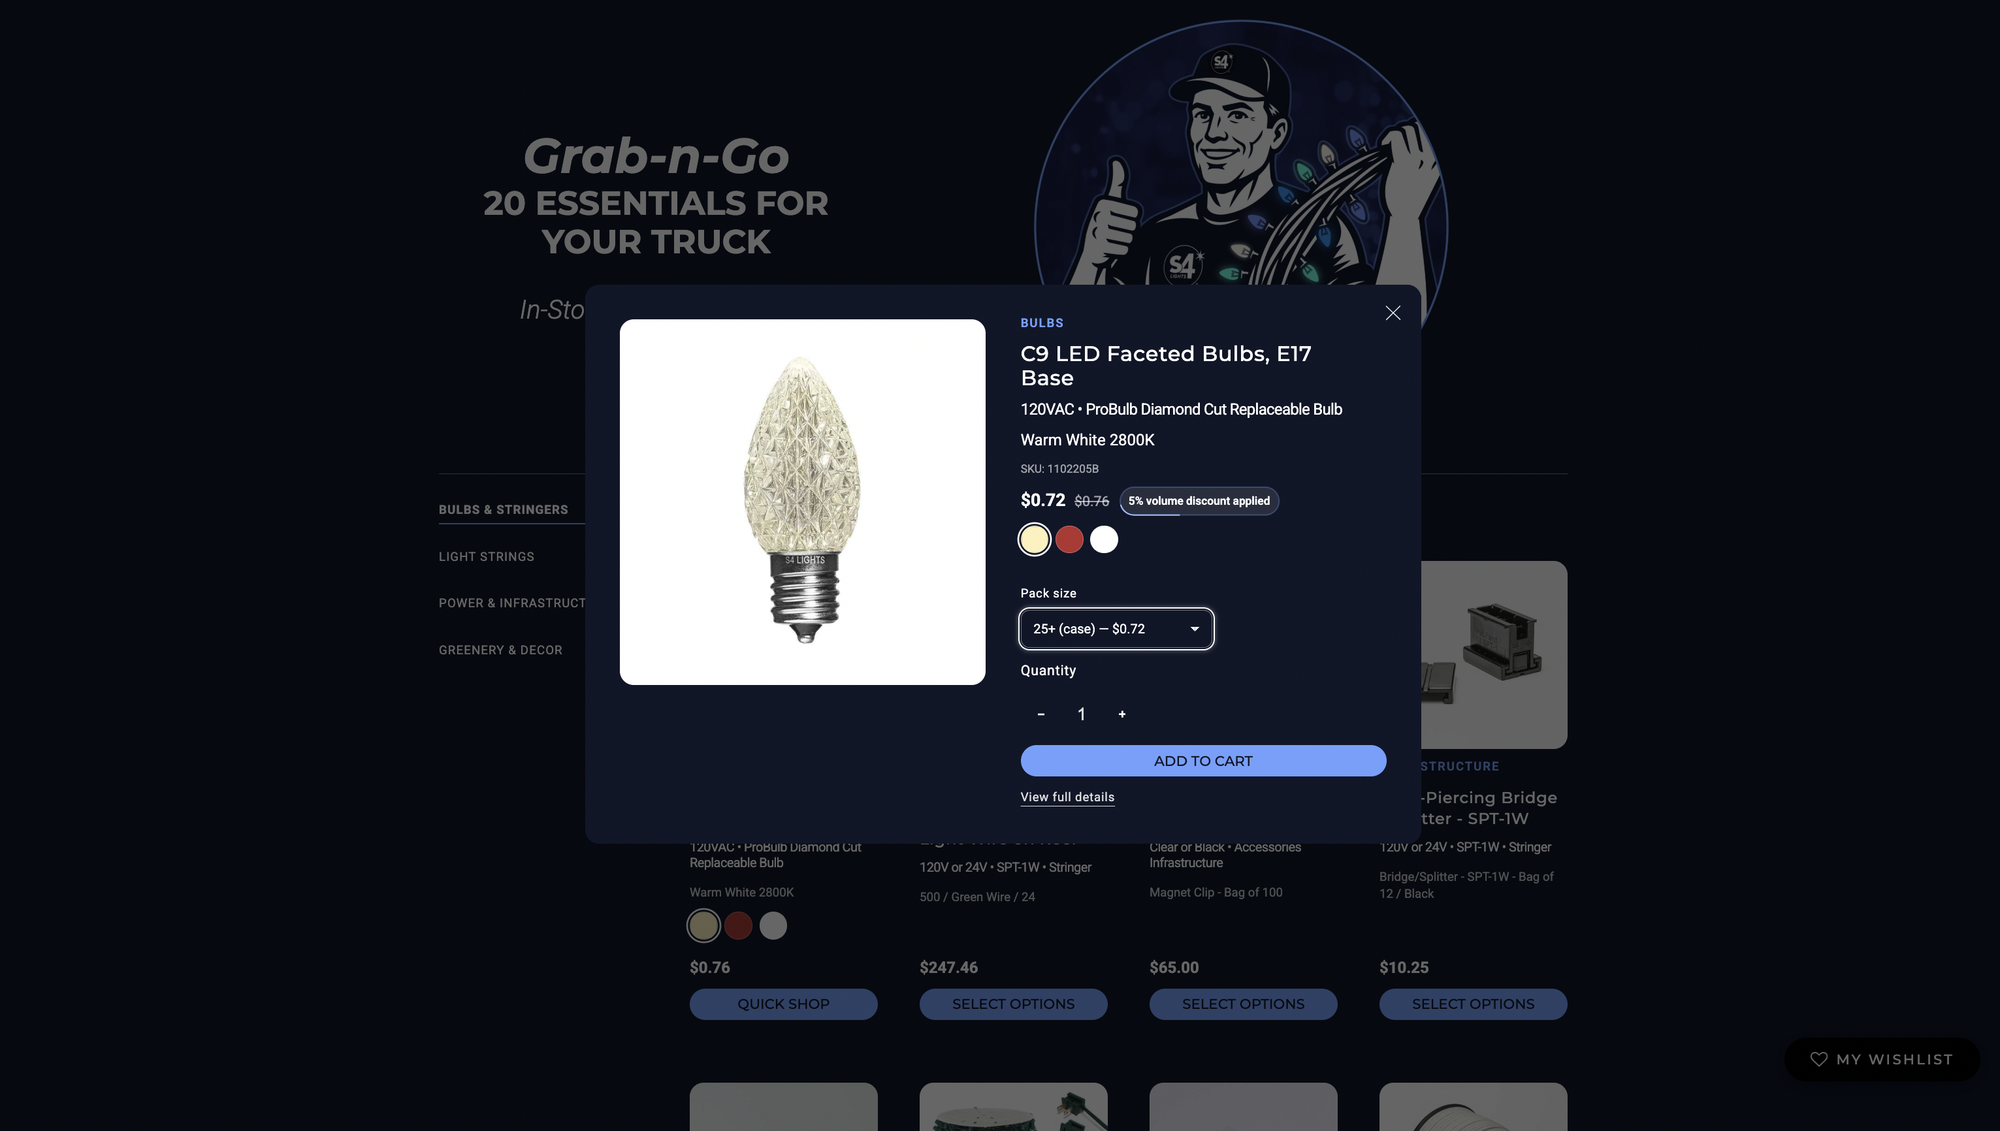 S4
Grab-n-Go
20 ESSENTIALS FOR
YOUR TRUCK
S4
LIGHTS
In-Sto
BULBS
C9 LED Faceted Bulbs, E17
Base
120VAC • ProBulb Diamond Cut Replaceable Bulb
Warm White 2800K
SKU: 1102205B
$0.72 $0.76 5% volume discount applied
S4 LIGHTS
Pack size
25+ (case) — $0.72
Quantity
- 1 +
ADD TO CART
View full details
BULBS & STRINGERS
LIGHT STRINGS
POWER & INFRASTRUCT
GREENERY & DECOR
120VAC • ProBulb Diamond Cut
Replaceable Bulb
Warm White 2800K
$0.76
QUICK SHOP
120V or 24V • SPT-1W • Stringer
500 / Green Wire / 24
$247.46
SELECT OPTIONS
Clear or Black • Accessories
Infrastructure
Magnet Clip - Bag of 100
$65.00
SELECT OPTIONS
STRUCTURE
-Piercing Bridge
tter - SPT-1W
120V or 24V • SPT-1W • Stringer
Bridge/Splitter - SPT-1W - Bag of
12 / Black
$10.25
SELECT OPTIONS
MY WISHLIST